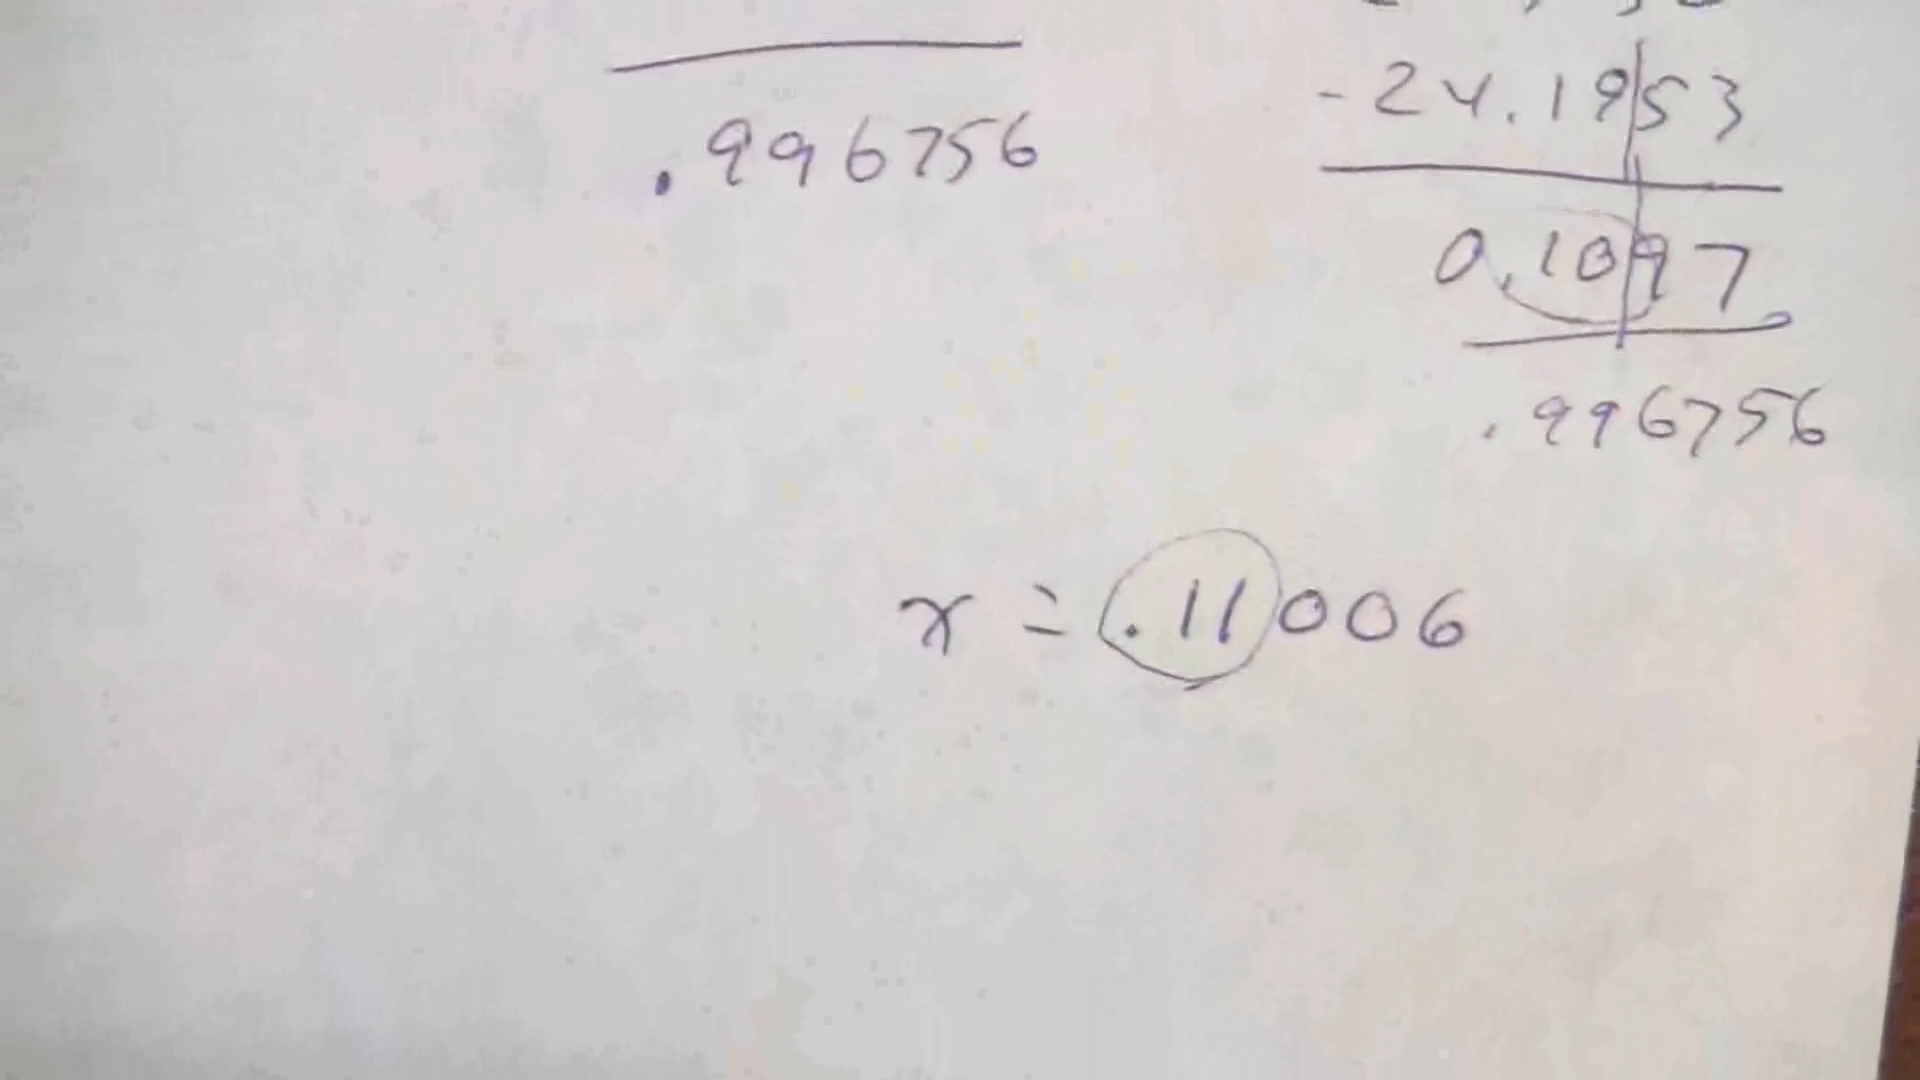 - 24.1953
.996756
0.1097
.996756
x = .11006